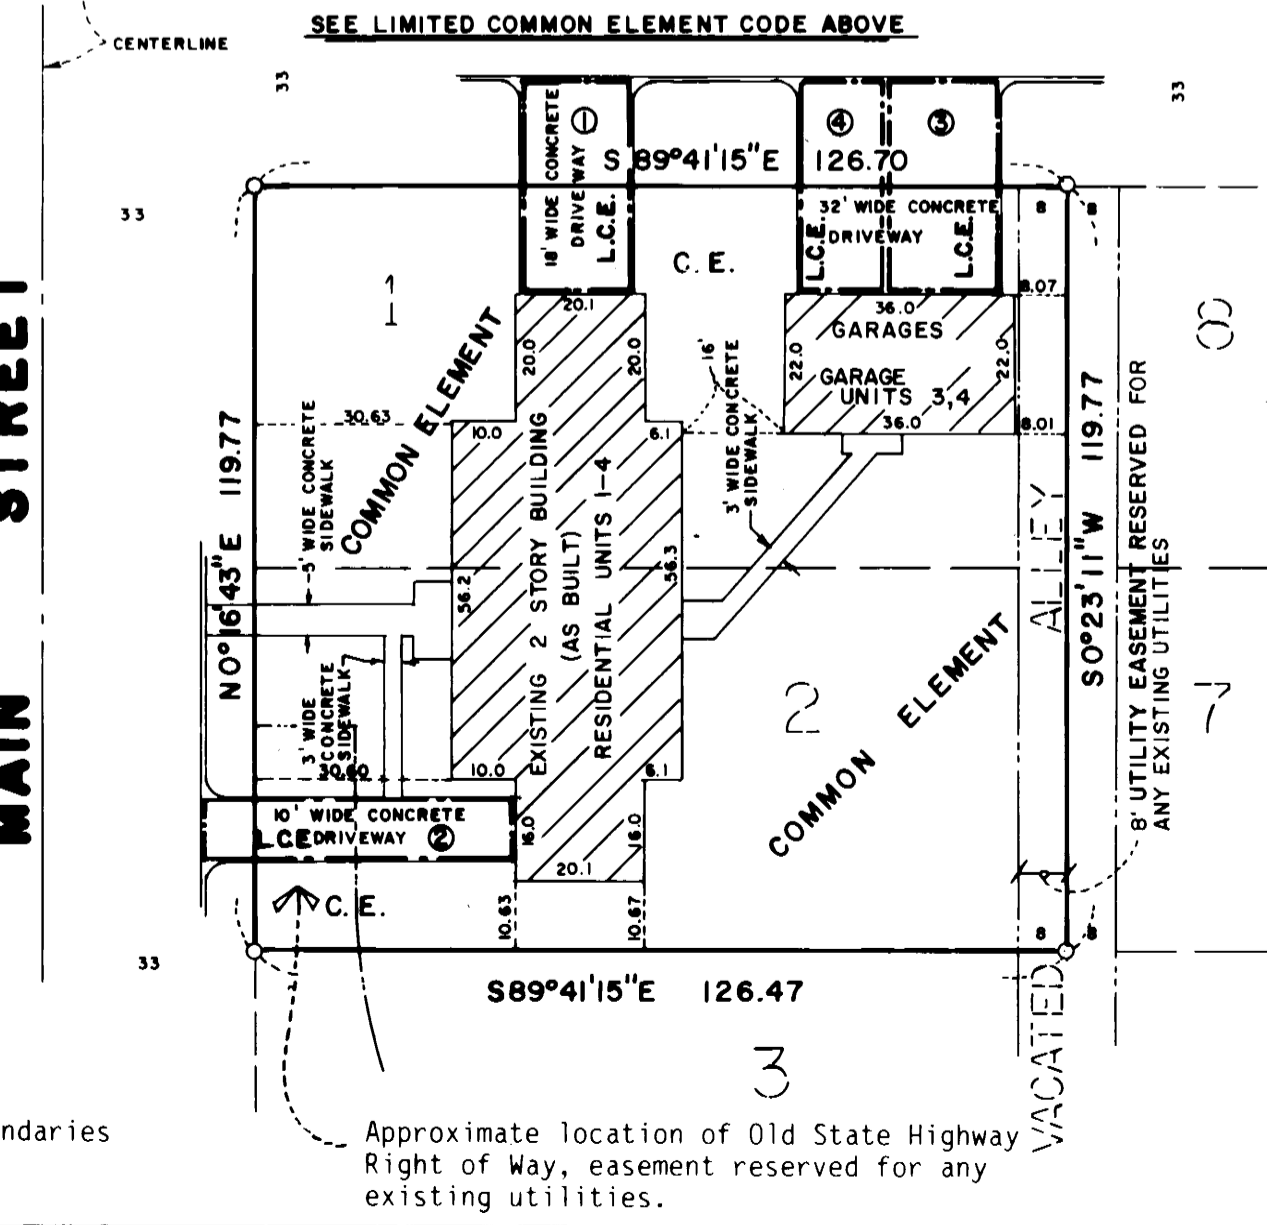 SEE LIMITED COMMON ELEMENT CODE ABOVE
CENTERLINE
33
33
33
33
MAIN STREET
18' WIDE CONCRETE
DRIVEWAY
1
L.C.E.
S 89°41'15"E 126.70
4
3
32' WIDE CONCRETE
DRIVEWAY
L.C.E.
L.C.E.
8
8
8.07
C. E.
1
COMMON ELEMENT
20.1
20.0
20.0
36.0
GARAGES
22.0
22.0
GARAGE
UNITS 3,4
36.0
8.01
16'
8
30.63
10.0
6.1
N 0°16'43"E 119.77
5' WIDE CONCRETE
SIDEWALK
3' WIDE CONCRETE
SIDEWALK
EXISTING 2 STORY BUILDING
(AS BUILT)
RESIDENTIAL UNITS 1-4
56.2
56.3
S0°23'11"W 119.77
8' UTILITY EASEMENT RESERVED FOR
ANY EXISTING UTILITIES
VACATED ALLEY
2
7
COMMON ELEMENT
3' WIDE
CONCRETE
SIDEWALK
30.60
10.0
6.1
10' WIDE CONCRETE
DRIVEWAY
2
L.C.E
16.0
16.0
20.1
C. E.
10.63
10.67
8
8
S89°41'15"E 126.47
3
ndaries
Approximate location of Old State Highway
Right of Way, easement reserved for any
existing utilities.